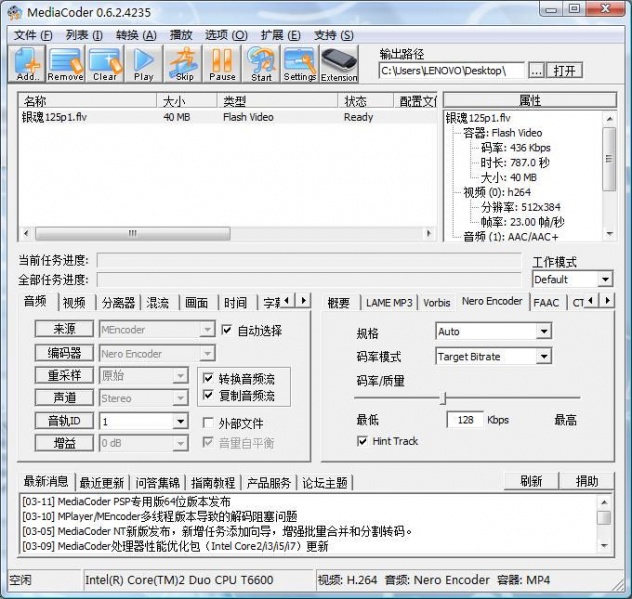 MediaCoder 0.6.2.4235
文件 (F) 列表 (I) 转换 (A) 播放 选项 (O) 扩展 (E) 支持 (S)
Add.. Remove Clear Play Skip Pause Start Settings Extension
输出路径
C:\Users\LENOVO\Desktop\ ... 打开
名称 大小 类型 状态 配置文
银魂125p1.flv 40 MB Flash Video Ready
属性
银魂125p1.flv
容器: Flash Video
码率: 436 Kbps
时长: 787.0 秒
大小: 40 MB
视频 (0): h264
分辨率: 512x384
帧率: 23.00 帧/秒
音频 (1): AAC/AAC+
当前任务进度:
全部任务进度:
工作模式
Default
音频 视频 分离器 混流 画面 时间 字幕
来源 MEncoder 自动选择
编码器 Nero Encoder
重采样 原始 转换音频流
声道 Stereo 复制音频流
音轨ID 1 外部文件
增益 0 dB 音量自平衡
概要 LAME MP3 Vorbis Nero Encoder FAAC CT
规格 Auto
码率模式 Target Bitrate
码率/质量
最低 128 Kbps 最高
Hint Track
最新消息 最近更新 问答集锦 指南教程 产品服务 论坛主题 刷新 捐助
[03-11] MediaCoder PSP专用版64位版本发布
[03-10] MPlayer/MEncoder多线程版本导致的解码阻塞问题
[03-05] MediaCoder NT新版发布，新增任务添加向导，增强批量合并和分割转码。
[03-09] MediaCoder处理器性能优化包（Intel Core2/i3/i5/i7）更新
空闲 Intel(R) Core(TM)2 Duo CPU T6600 视频: H.264 音频: Nero Encoder 容器: MP4